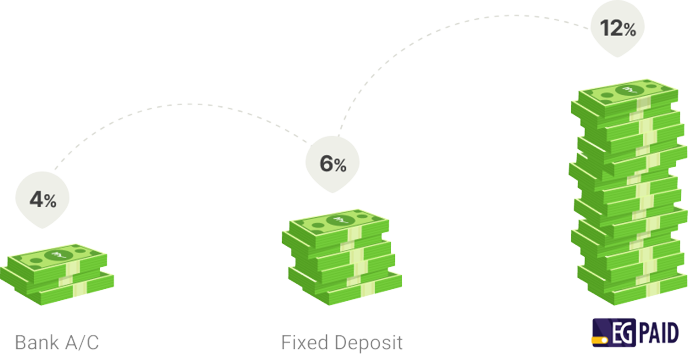 12%
6%
4%
EG PAID
Bank A/C
Fixed Deposit